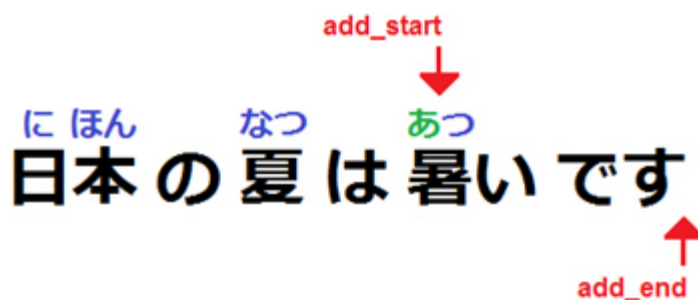 add_start
に ほん なつ あつ
日本 の 夏 は 暑い です
add_end